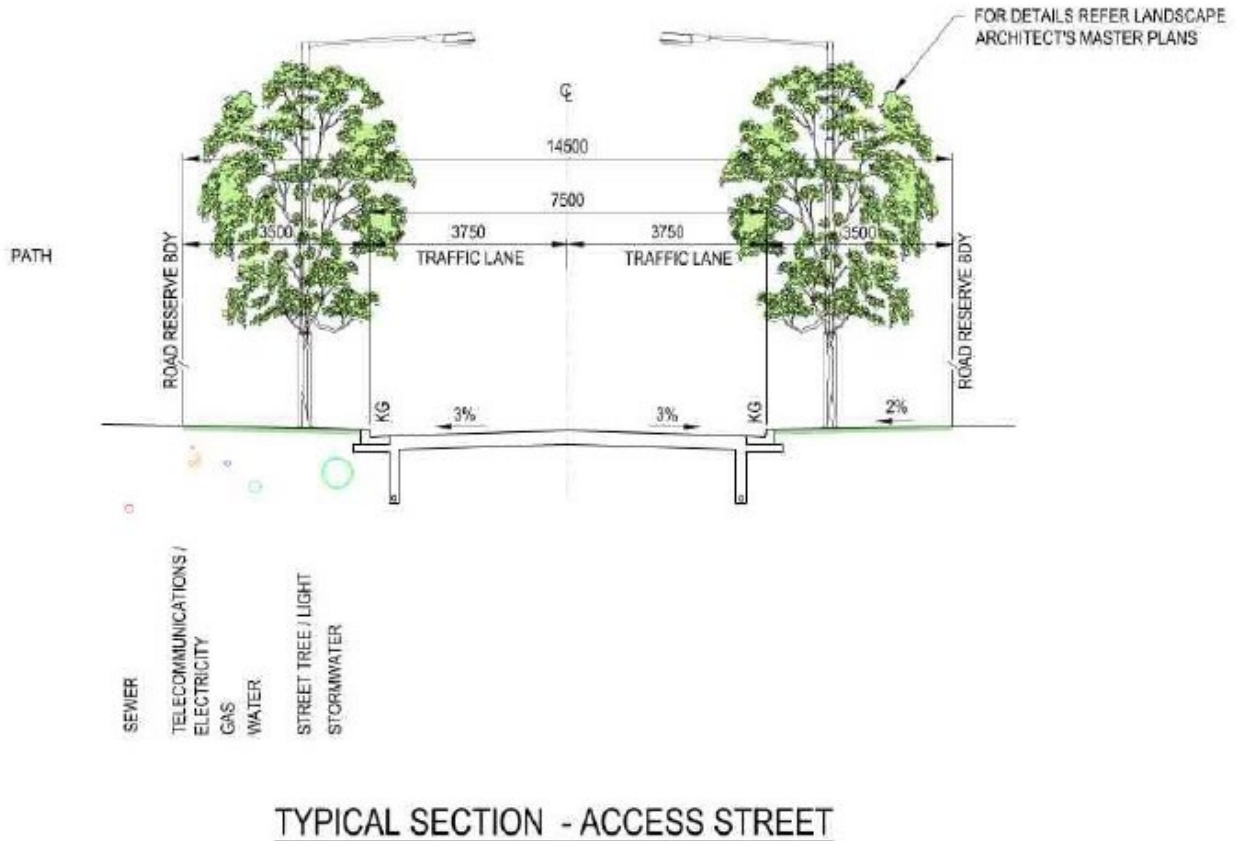 FOR DETAILS REFER LANDSCAPE
ARCHITECT'S MASTER PLANS
℄
14500
7500
3500
3750
3750
3500
TRAFFIC LANE
TRAFFIC LANE
PATH
ROAD RESERVE BDY
ROAD RESERVE BDY
KG
3%
3%
KG
2%
SEWER
TELECOMMUNICATIONS /
ELECTRICITY
GAS
WATER
STREET TREE / LIGHT
STORMWATER
TYPICAL SECTION - ACCESS STREET